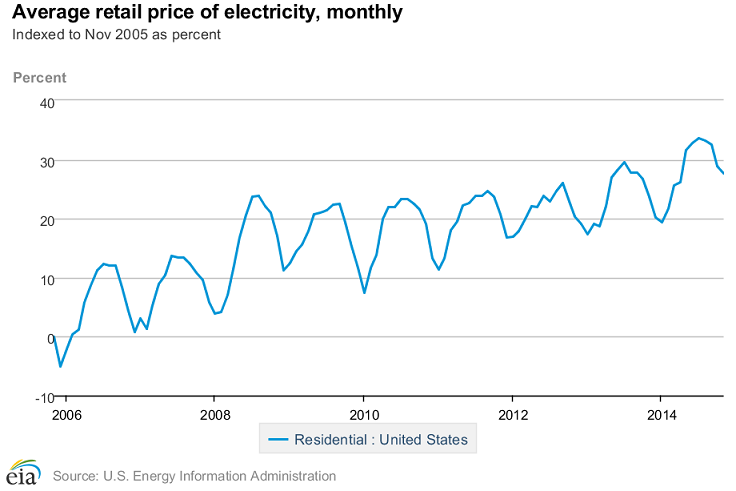 Average retail price of electricity, monthly
Indexed to Nov 2005 as percent
Percent
40
30
20
10
0
-10
2006 2008 2010 2012 2014
Residential : United States
eia Source: U.S. Energy Information Administration